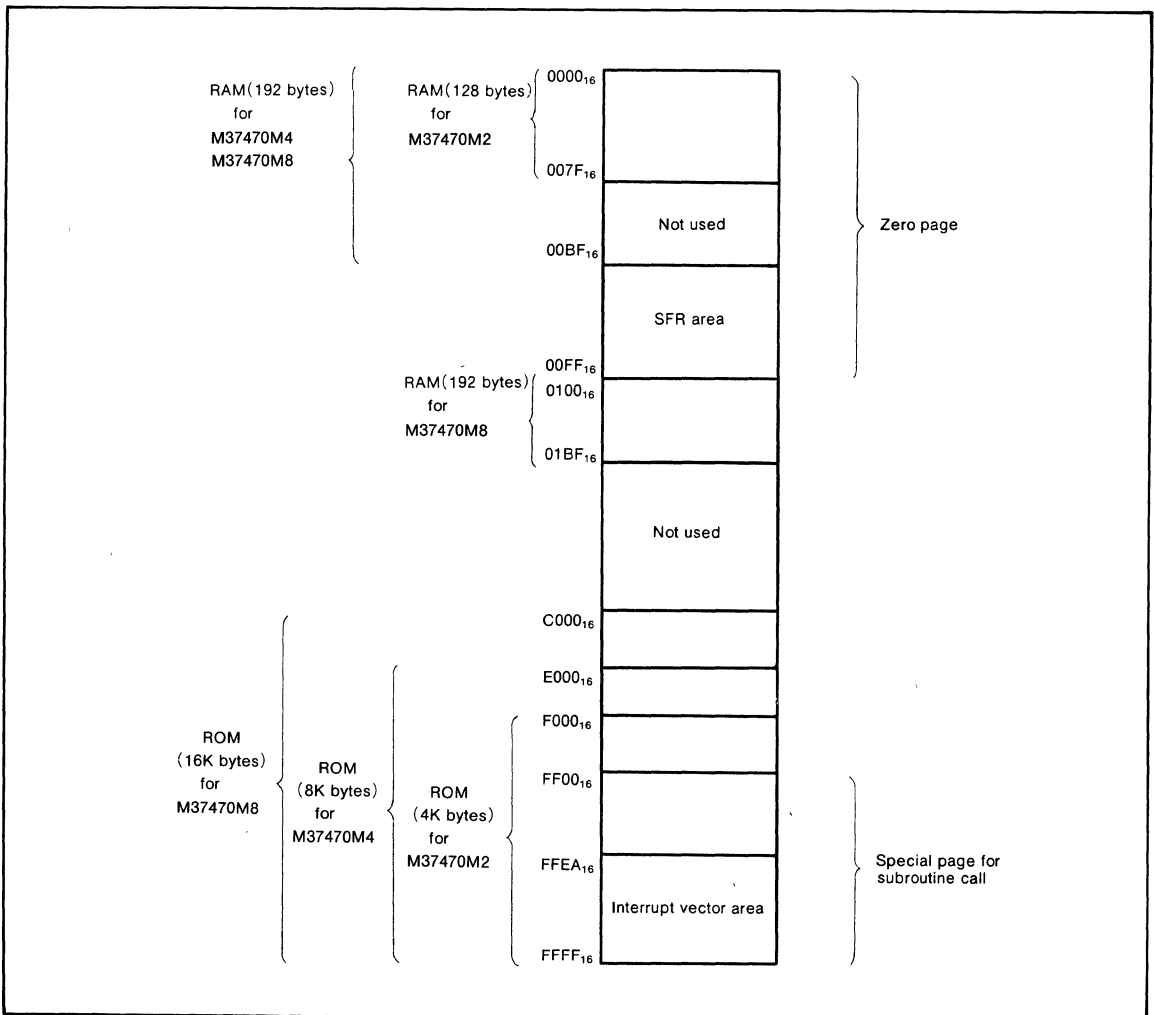 RAM(192 bytes)
for
M37470M4
M37470M8
RAM(128 bytes)
for
M37470M2
0000₁₆
007F₁₆
Not used
00BF₁₆
Zero page
SFR area
00FF₁₆
RAM(192 bytes)
for
M37470M8
0100₁₆
01BF₁₆
Not used
C000₁₆
E000₁₆
F000₁₆
ROM
(16K bytes)
for
M37470M8
ROM
(8K bytes)
for
M37470M4
ROM
(4K bytes)
for
M37470M2
FF00₁₆
FFEA₁₆
Interrupt vector area
FFFF₁₆
Special page for
subroutine call